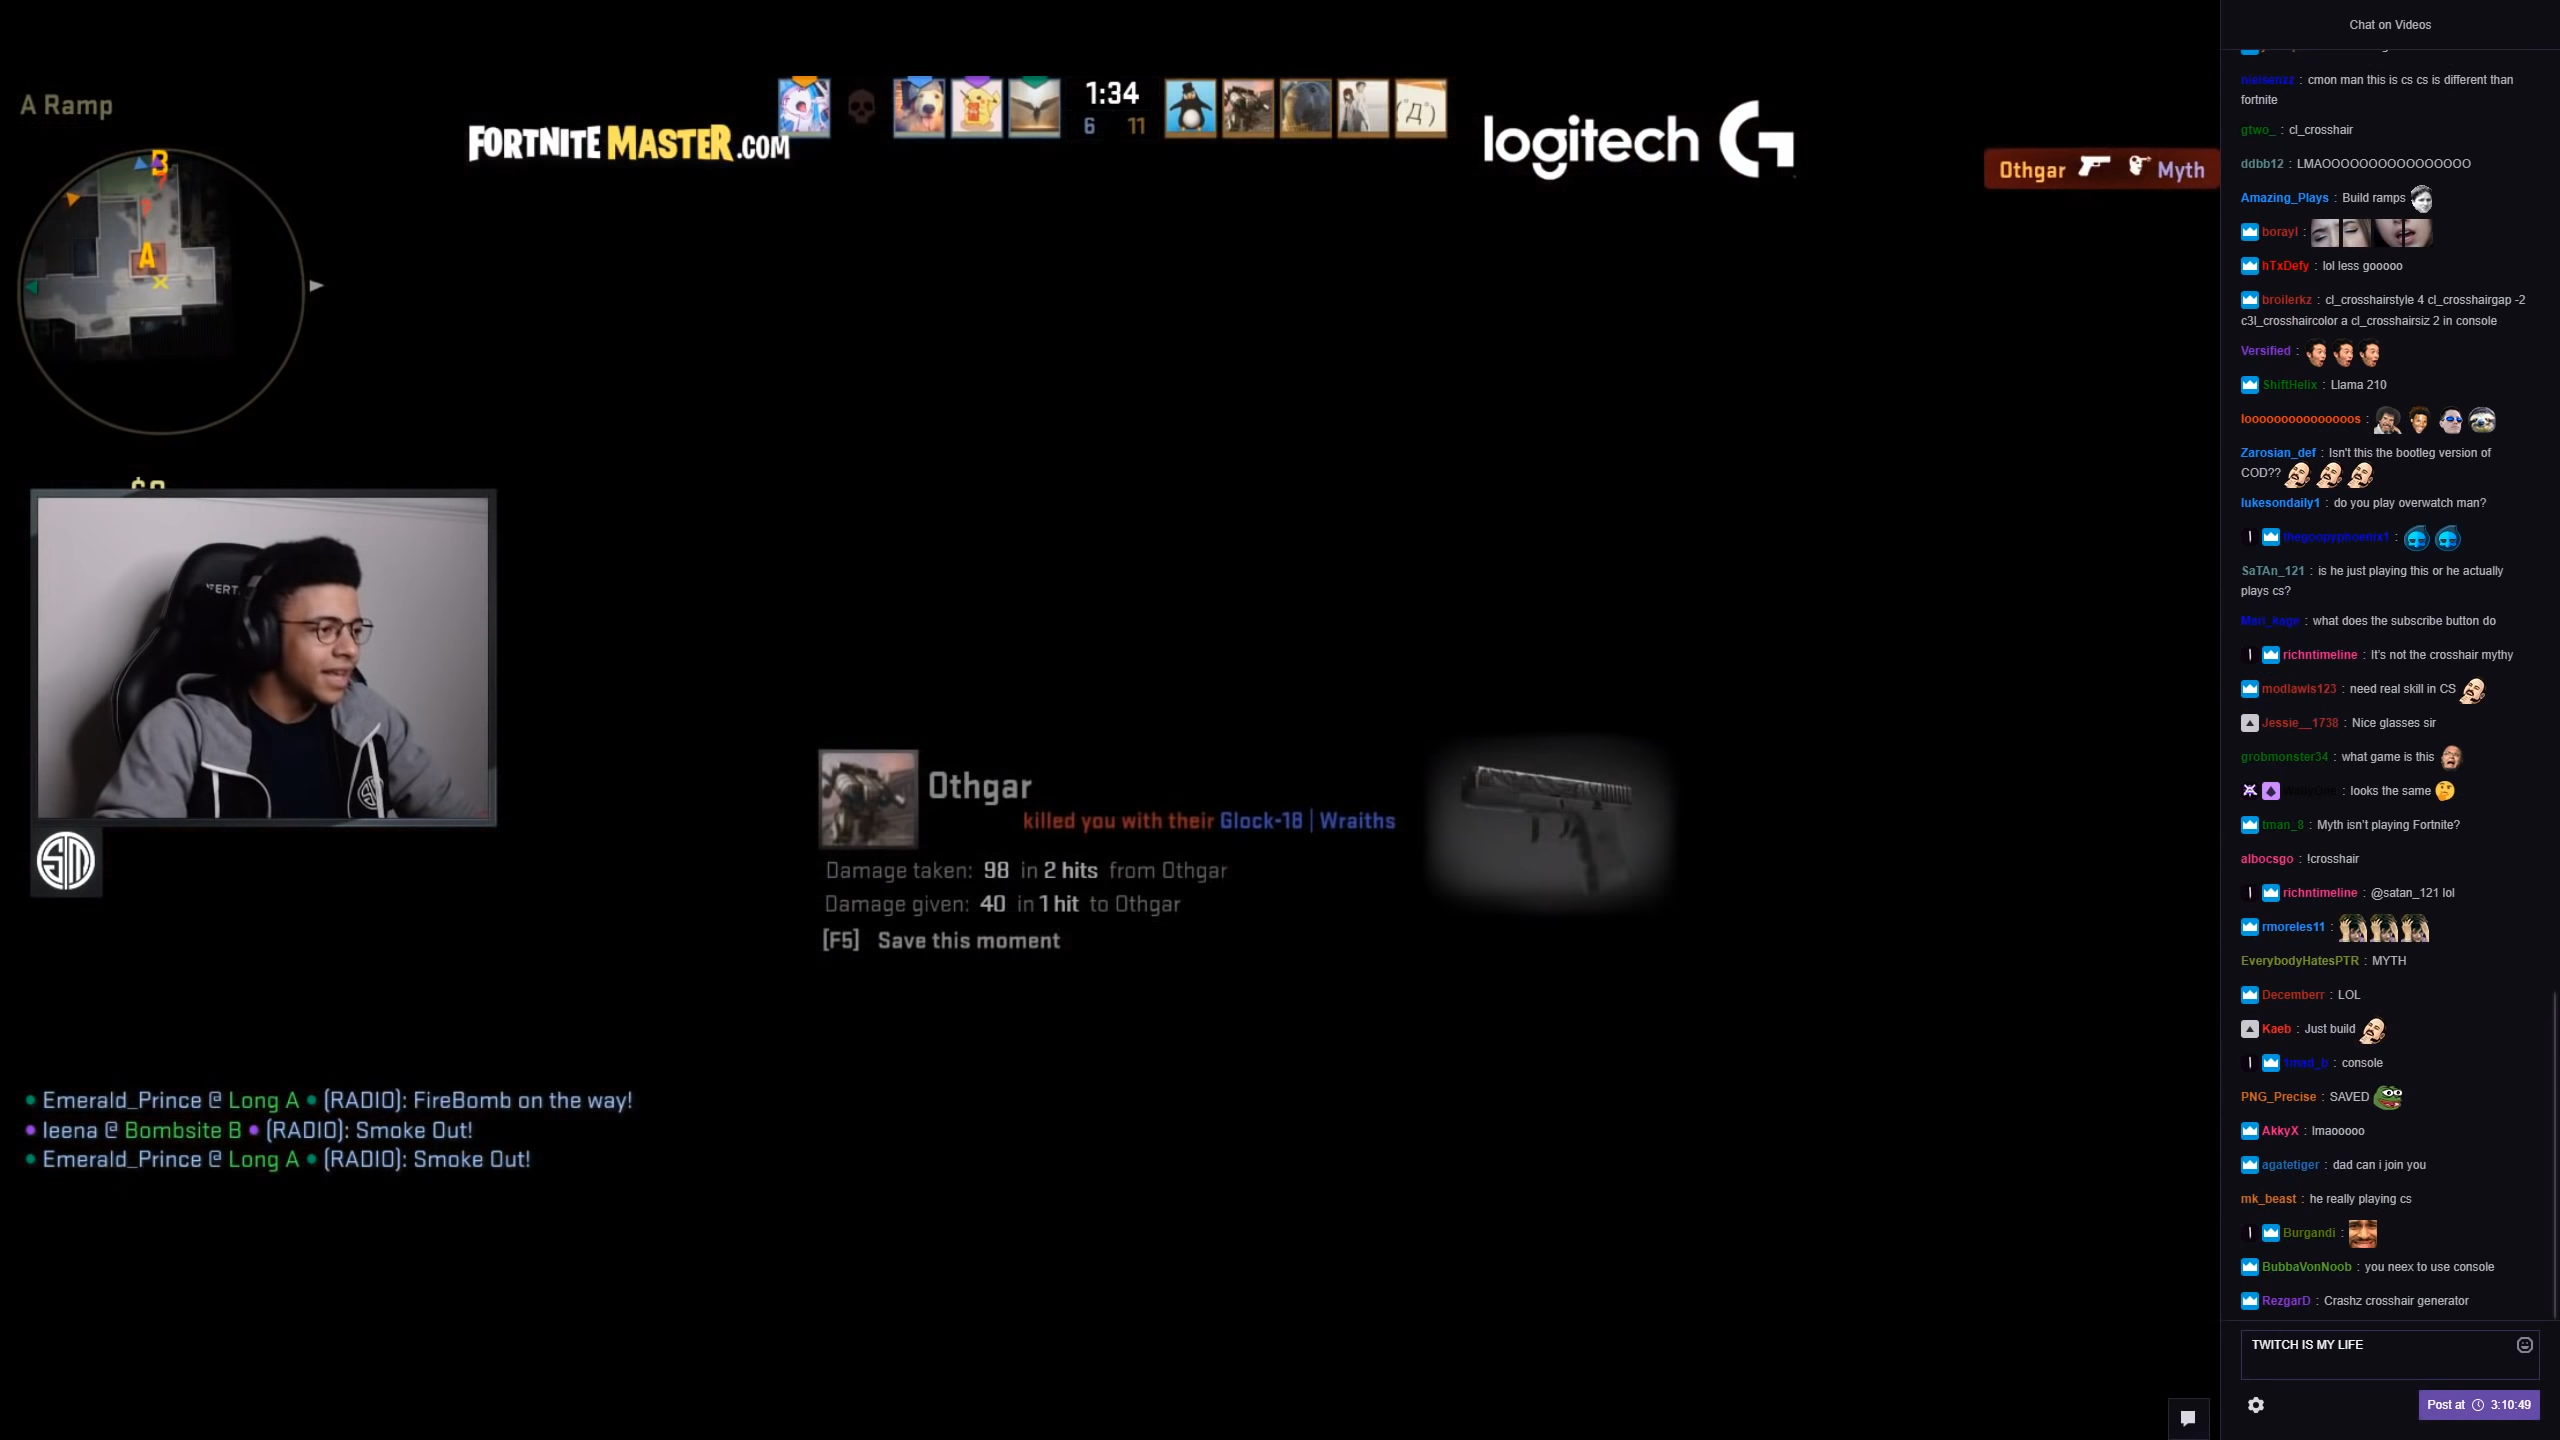 A Ramp
FORTNITE MASTER.COM
1:34
6 11
logitech G
Othgar Myth
B
A
("Д")
ERT
TSM
Othgar
killed you with their Glock-18 | Wraiths
Damage taken: 98 in 2 hits from Othgar
Damage given: 40 in 1 hit to Othgar
[F5] Save this moment
• Emerald_Prince @ Long A • (RADIO): FireBomb on the way!
• leena @ Bombsite B • (RADIO): Smoke Out!
• Emerald_Prince @ Long A • (RADIO): Smoke Out!
Chat on Videos
: cmon man this is cs cs is different than
fortnite
gtwo_ : cl_crosshair
ddbb12 : LMAOOOOOOOOOOOOOOOO
Amazing_Plays : Build ramps
borayl :
hTxDefy : lol less gooooo
broilerkz : cl_crosshairstyle 4 cl_crosshairgap -2
c3l_crosshaircolor a cl_crosshairsiz 2 in console
Versified :
ShiftHelix : Llama 210
looooooooooooooos :
Zarosian_def : Isn't this the bootleg version of
COD??
lukesondaily1 : do you play overwatch man?
thegoopyphoenix1 :
SaTAn_121 : is he just playing this or he actually
plays cs?
Mari_kage : what does the subscribe button do
richntimeline : It's not the crosshair mythy
modlawls123 : need real skill in CS
Jessie__1738 : Nice glasses sir
grobmonster34 : what game is this
: looks the same
tman_8 : Myth isn't playing Fortnite?
albocsgo : !crosshair
richntimeline : @satan_121 lol
rmoreles11 :
EverybodyHatesPTR : MYTH
Decemberr : LOL
Kaeb : Just build
1mad_b : console
PNG_Precise : SAVED
AkkyX : lmaooooo
agatetiger : dad can i join you
mk_beast : he really playing cs
Burgandi :
BubbaVonNoob : you neex to use console
RezgarD : Crashz crosshair generator
TWITCH IS MY LIFE
Post at 3:10:49